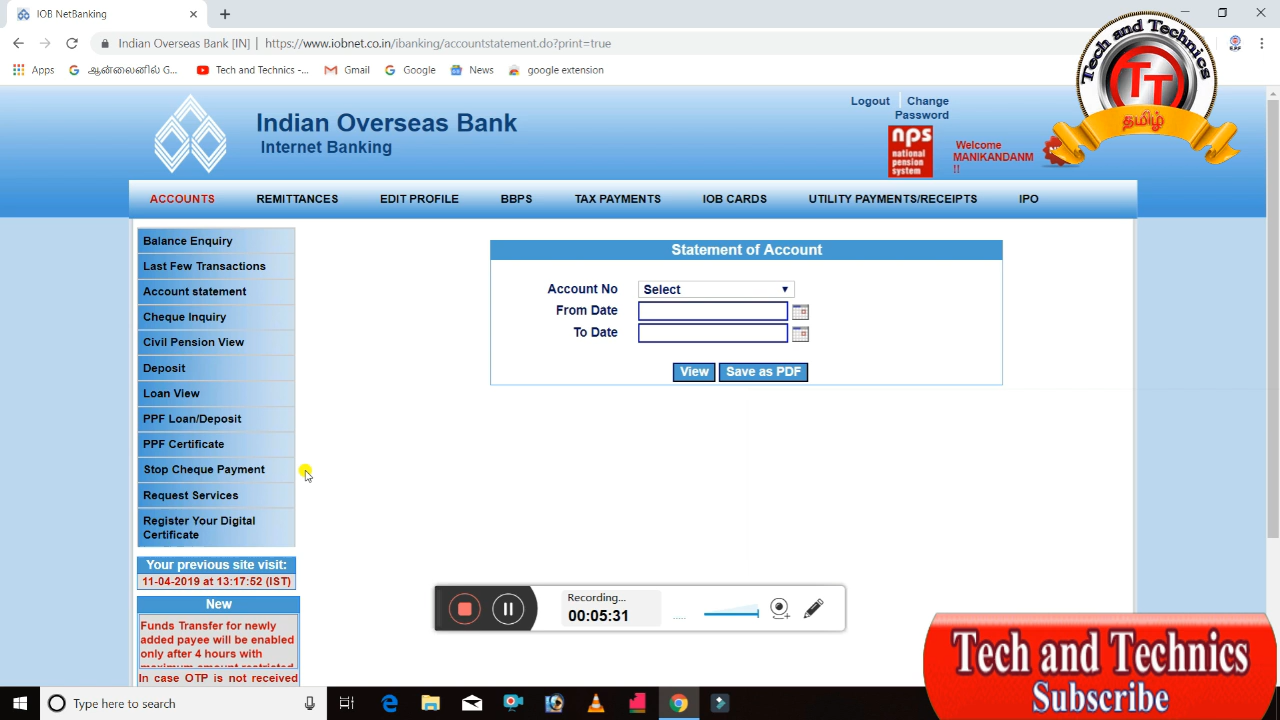 IOB NetBanking
Indian Overseas Bank [IN] | https://www.iobnet.co.in/ibanking/accountstatement.do?print=true
Apps
ஆன்லைனில் G...
Tech and Technics -...
Gmail
Google
News
google extension
Tech and Technics
TT
தமிழ்
Indian Overseas Bank
Internet Banking
Logout
Change
Password
nps
national
pension
system
Welcome
MANIKANDANM
!!
ACCOUNTS REMITTANCES EDIT PROFILE BBPS TAX PAYMENTS IOB CARDS UTILITY PAYMENTS/RECEIPTS IPO
Balance Enquiry
Last Few Transactions
Account statement
Cheque Inquiry
Civil Pension View
Deposit
Loan View
PPF Loan/Deposit
PPF Certificate
Stop Cheque Payment
Request Services
Register Your Digital
Certificate
Statement of Account
Account No Select
From Date
To Date
View Save as PDF
Your previous site visit:
11-04-2019 at 13:17:52 (IST)
New
Funds Transfer for newly
added payee will be enabled
only after 4 hours with
maximum amount restricted
In case OTP is not received
Recording...
00:05:31
Tech and Technics
Subscribe
Type here to search